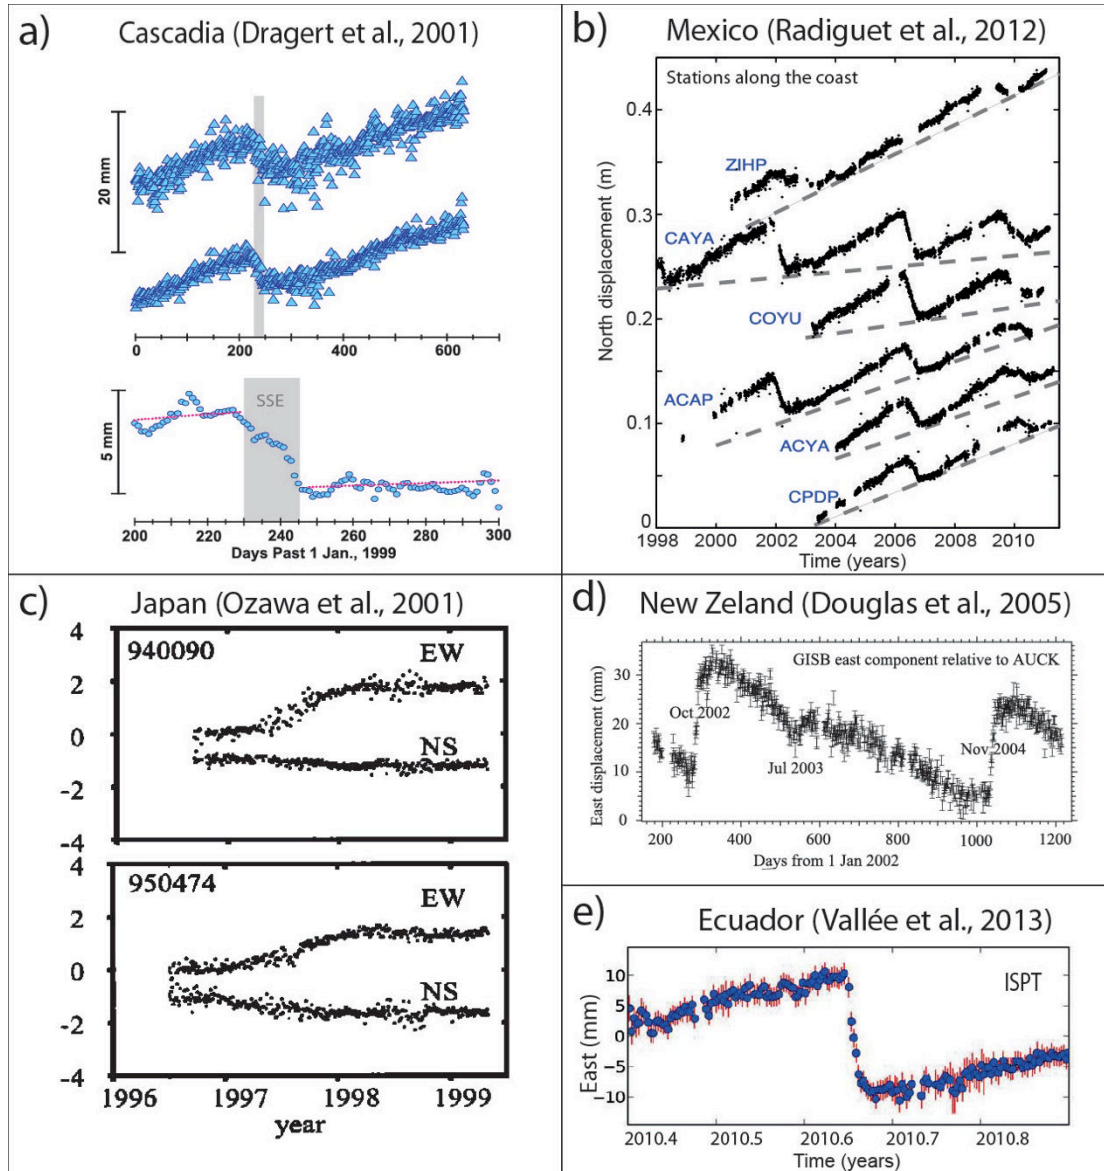 a) Cascadia (Dragert et al., 2001)
20 mm
0 200 400 600
SSE
5 mm
200 220 240 260 280 300
Days Past 1 Jan., 1999
b) Mexico (Radiguet et al., 2012)
Stations along the coast
North displacement (m)
0.4
0.3
0.2
0.1
0
ZIHP
CAYA
COYU
ACAP
ACYA
CPDP
1998 2000 2002 2004 2006 2008 2010
Time (years)
c) Japan (Ozawa et al., 2001)
940090
EW
NS
4
2
0
-2
-4
950474
EW
NS
4
2
0
-2
-4
1996 1997 1998 1999
year
d) New Zeland (Douglas et al., 2005)
GISB east component relative to AUCK
East displacement (mm)
30
20
10
0
Oct 2002
Jul 2003
Nov 2004
200 400 600 800 1000 1200
Days from 1 Jan 2002
e) Ecuador (Vallée et al., 2013)
ISPT
East (mm)
10
5
0
-5
-10
2010.4 2010.5 2010.6 2010.7 2010.8
Time (years)